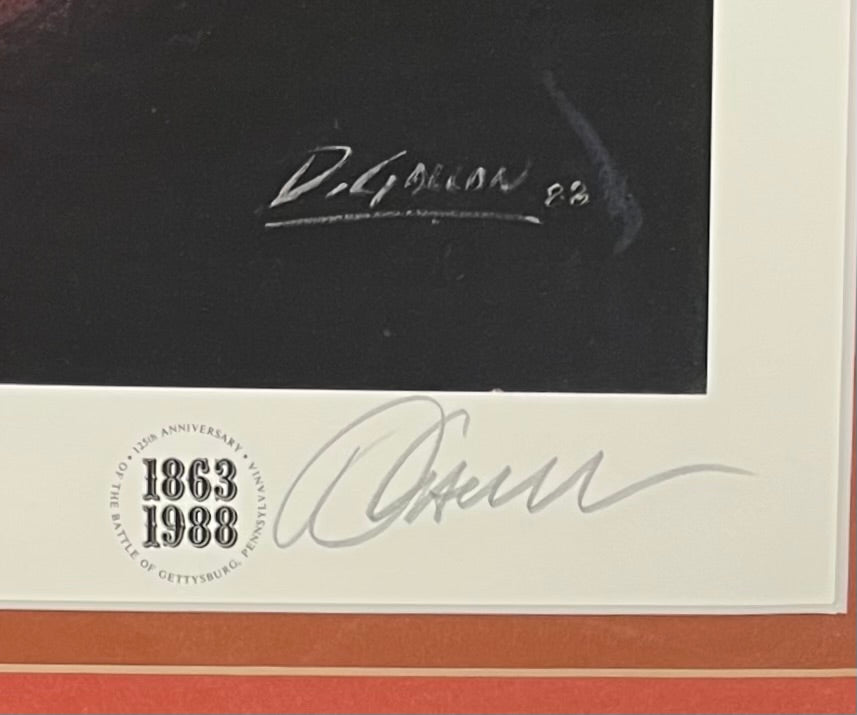 D. GALLON 88
125th ANNIVERSARY
1863
1988
• OF THE BATTLE OF GETTYSBURG, PENNSYLVANIA •